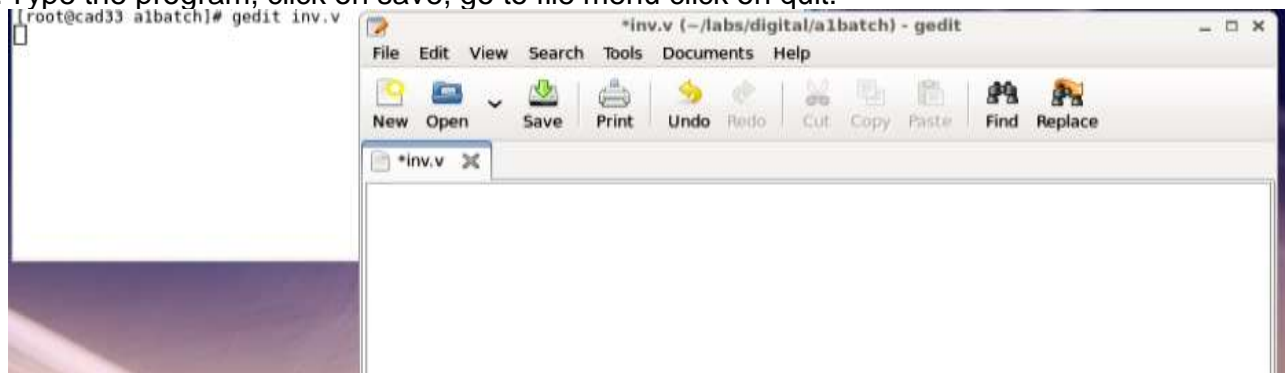 Type the program, click on save, go to file menu click on quit.
[root@cad33 a1batch]# gedit inv.v
*inv.v (~/labs/digital/a1batch) - gedit
File Edit View Search Tools Documents Help
New Open Save Print Undo Redo Cut Copy Paste Find Replace
*inv.v